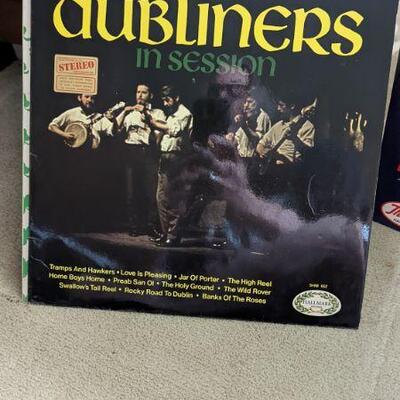 dubliners
in session
STEREO
Tramps And Hawkers • Love Is Pleasing • Jar Of Porter • The High Reel
Home Boys Home • Preab San Ol • The Holy Ground • The Wild Rover
Swallow's Tail Reel • Rocky Road To Dublin • Banks Of The Roses
HALLMARK